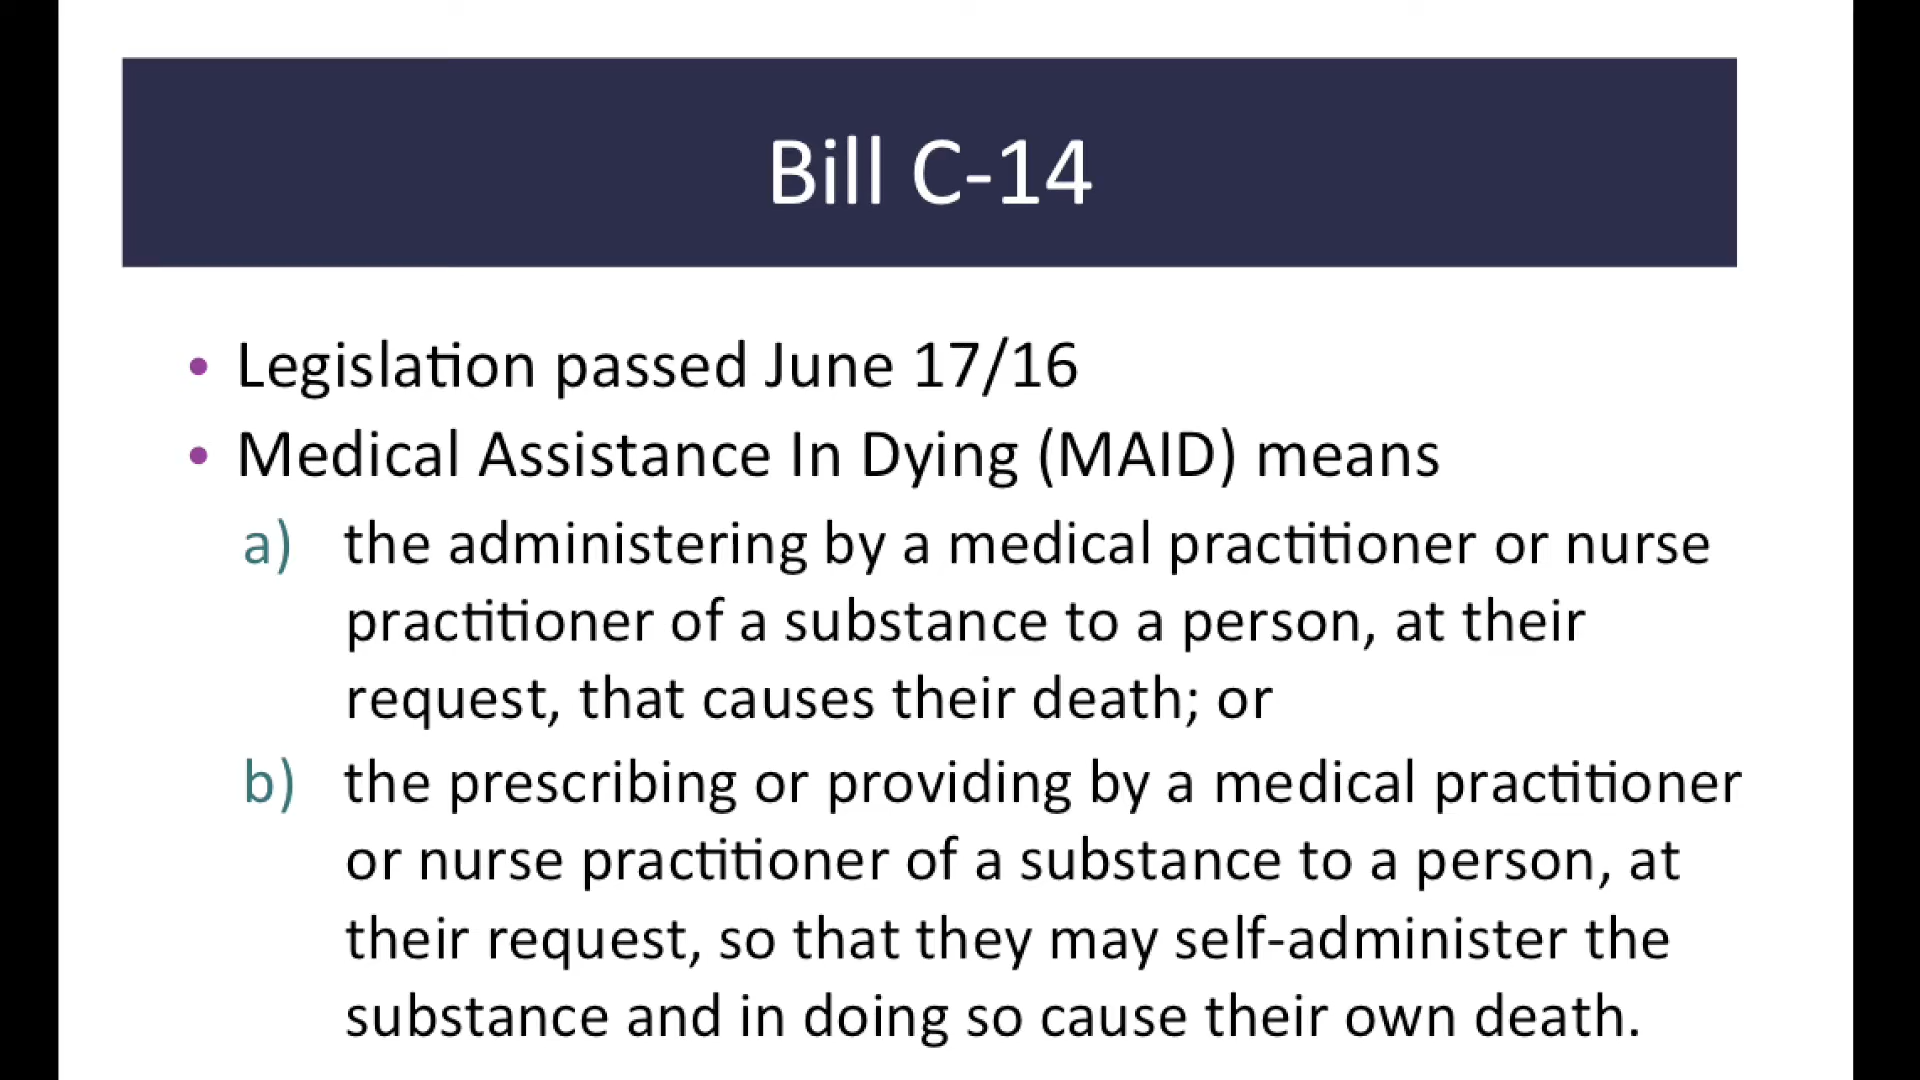 Bill C-14
• Legislation passed June 17/16
• Medical Assistance In Dying (MAID) means
a) the administering by a medical practitioner or nurse
practitioner of a substance to a person, at their
request, that causes their death; or
b) the prescribing or providing by a medical practitioner
or nurse practitioner of a substance to a person, at
their request, so that they may self-administer the
substance and in doing so cause their own death.